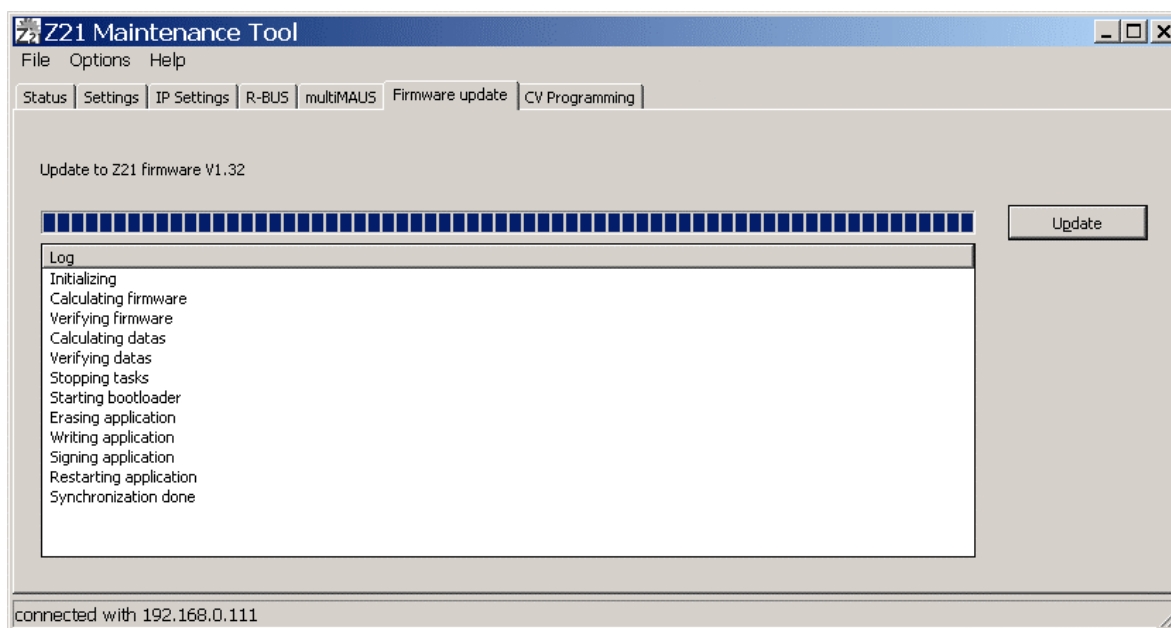 Z21 Maintenance Tool
File Options Help
Status Settings IP Settings R-BUS multiMAUS Firmware update CV Programming
Update to Z21 firmware V1.32
Update
Log
Initializing
Calculating firmware
Verifying firmware
Calculating datas
Verifying datas
Stopping tasks
Starting bootloader
Erasing application
Writing application
Signing application
Restarting application
Synchronization done
connected with 192.168.0.111